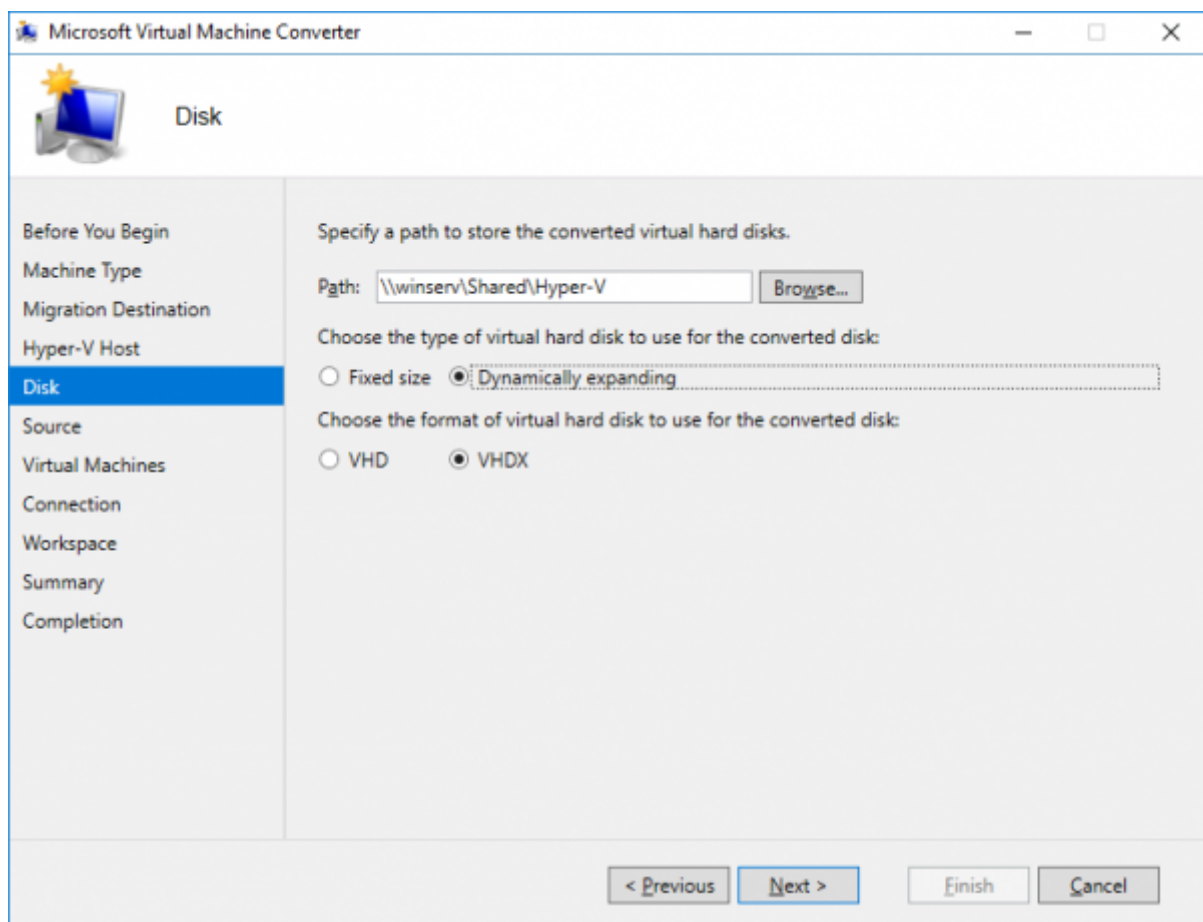 Microsoft Virtual Machine Converter
Disk
Before You Begin
Machine Type
Migration Destination
Hyper-V Host
Disk
Source
Virtual Machines
Connection
Workspace
Summary
Completion
Specify a path to store the converted virtual hard disks.
Path: \\winserv\Shared\Hyper-V Browse...
Choose the type of virtual hard disk to use for the converted disk:
Fixed size Dynamically expanding
Choose the format of virtual hard disk to use for the converted disk:
VHD VHDX
< Previous Next > Finish Cancel